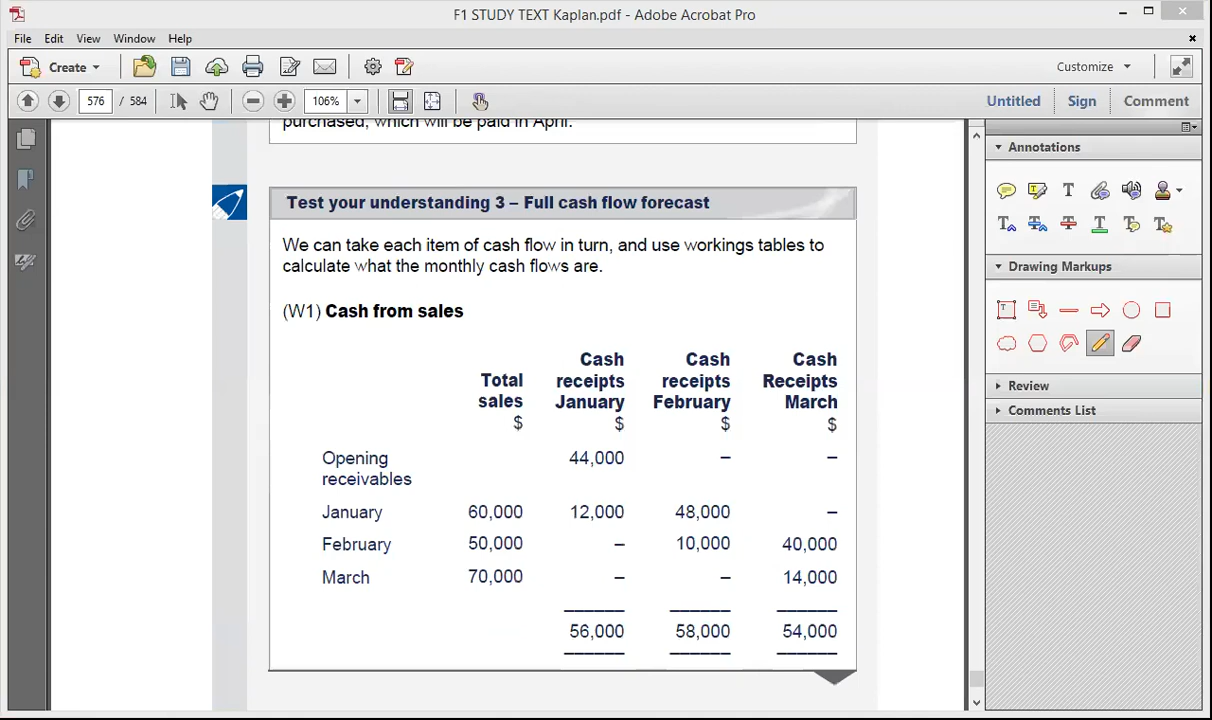 F1 STUDY TEXT Kaplan.pdf - Adobe Acrobat Pro
File Edit View Window Help
Create Customize
576 / 584 106% Untitled Sign Comment
purchased, which will be paid in April.
Annotations
Test your understanding 3 – Full cash flow forecast
We can take each item of cash flow in turn, and use workings tables to
calculate what the monthly cash flows are.
(W1) Cash from sales
Total sales $ Cash receipts January $ Cash receipts February $ Cash Receipts March $
Opening receivables 44,000 – –
January 60,000 12,000 48,000 –
February 50,000 – 10,000 40,000
March 70,000 – – 14,000
56,000 58,000 54,000
Drawing Markups
Review
Comments List